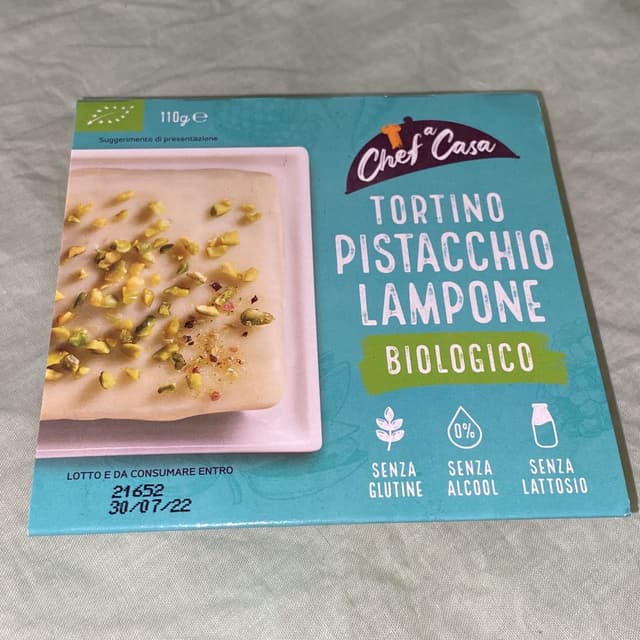 110g ℮
Suggerimento di presentazione
Chef a Casa
TORTINO
PISTACCHIO
LAMPONE
BIOLOGICO
0%
SENZA
GLUTINE
SENZA
ALCOOL
SENZA
LATTOSIO
LOTTO E DA CONSUMARE ENTRO
21652
30/07/22